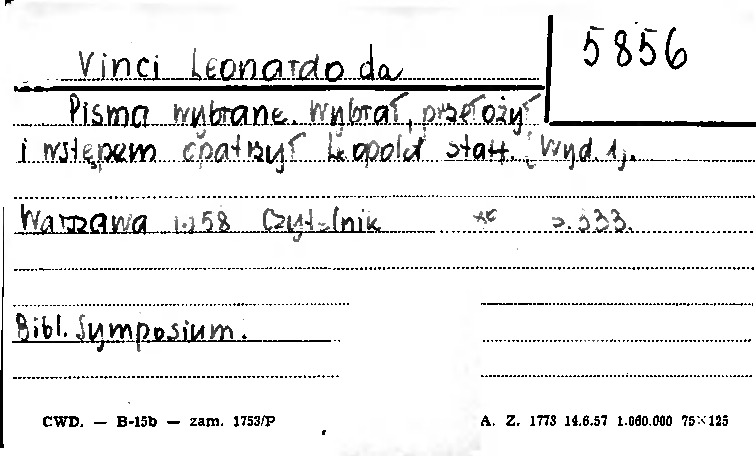 Vinci Leonardo da
5856
Pisma wybrane. Wybrał, przełożył
i wstępem opatrzył Leopold Staff. Wyd. 1.
Warszawa 1958 Czytelnik s. 333.
Bibl. Symposium.
CWD. — B-15b — zam. 1753/P
A. Z. 1773 14.6.57 1.060.000 75×125